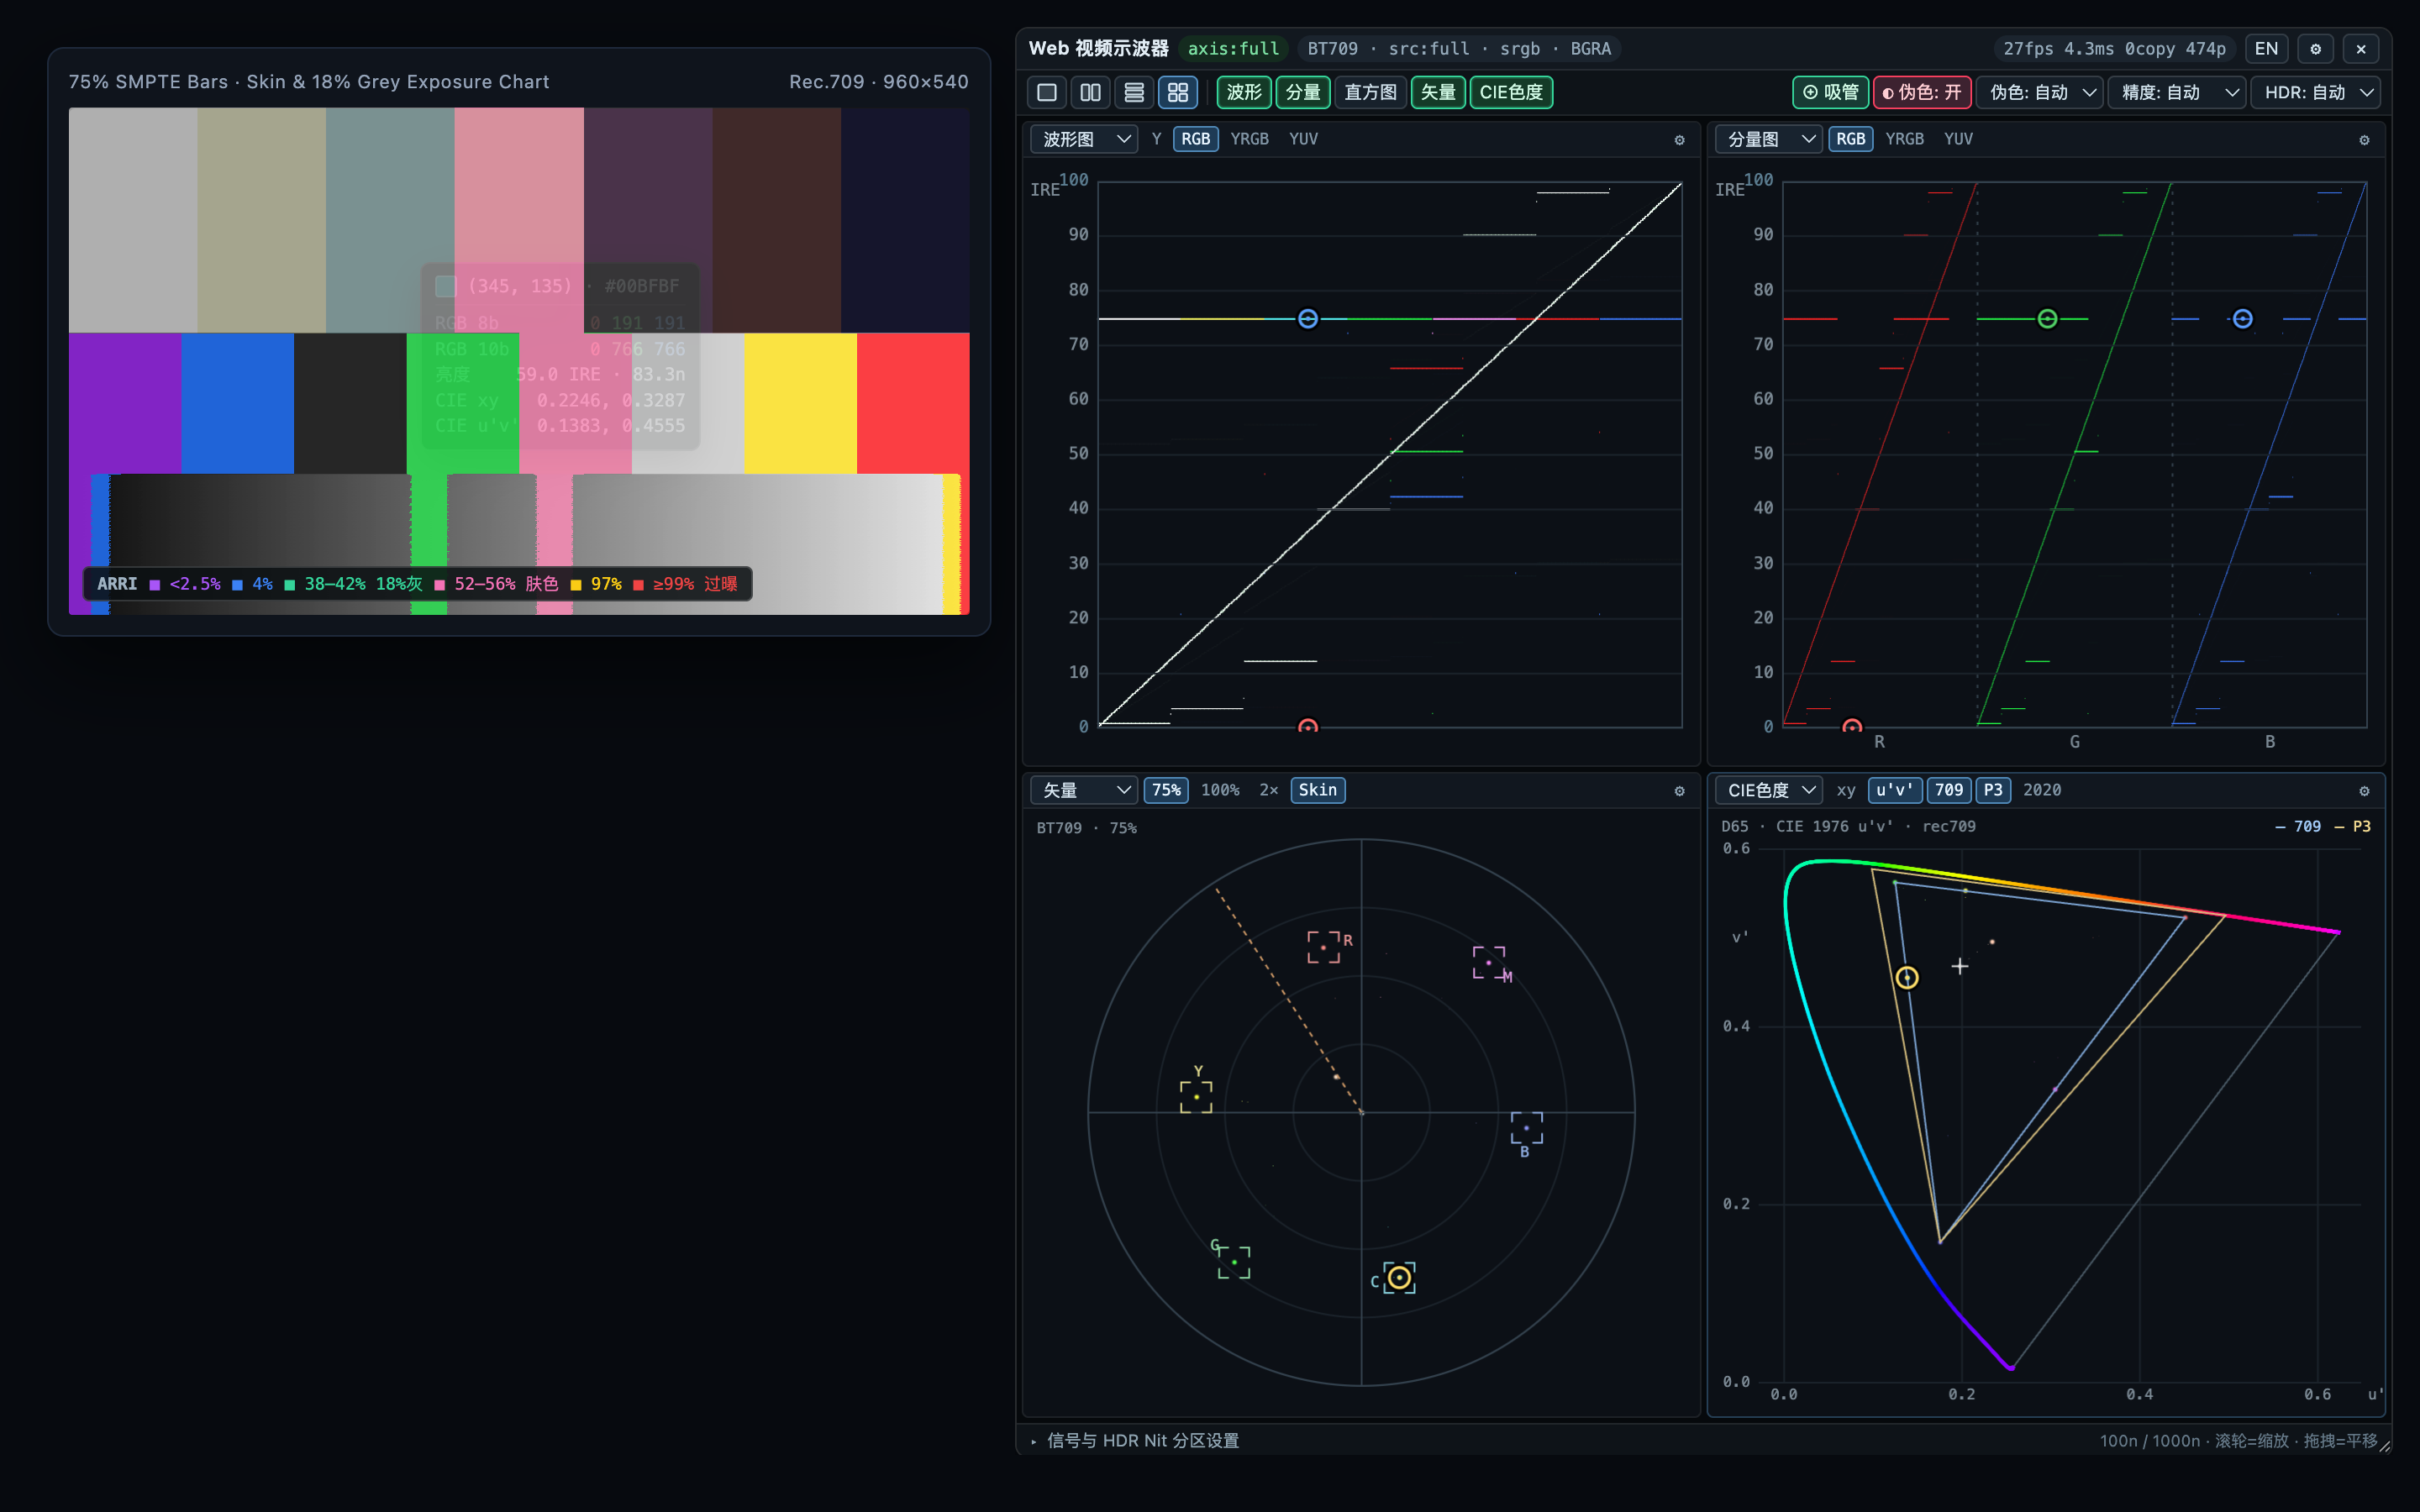 75% SMPTE Bars · Skin & 18% Grey Exposure Chart
Rec.709 · 960×540
(345, 135) · #00BFBF
RGB 8b 0 191 191
RGB 10b 0 766 766
亮度 59.0 IRE · 83.3n
CIE xy 0.2246, 0.3287
CIE u'v' 0.1383, 0.4555
ARRI ■ <2.5% ■ 4% ■ 38–42% 18%灰 ■ 52–56% 肤色 ■ 97% ■ ≥99% 过曝
Web 视频示波器 axis:full BT709 · src:full · srgb · BGRA
27fps 4.3ms 0copy 474p EN
波形 分量 直方图 矢量 CIE色度
吸管 伪色: 开 伪色: 自动 精度: 自动 HDR: 自动
波形图 Y RGB YRGB YUV
IRE
100
90
80
70
60
50
40
30
20
10
0
分量图 RGB YRGB YUV
IRE
100
90
80
70
60
50
40
30
20
10
0
R G B
矢量 75% 100% 2× Skin
BT709 · 75%
R
M
Y
B
G
C
CIE色度 xy u'v' 709 P3 2020
D65 · CIE 1976 u'v' · rec709
— 709 — P3
0.6
v'
0.4
0.2
0.0
0.0 0.2 0.4 0.6 u'
信号与 HDR Nit 分区设置
100n / 1000n · 滚轮=缩放 · 拖拽=平移